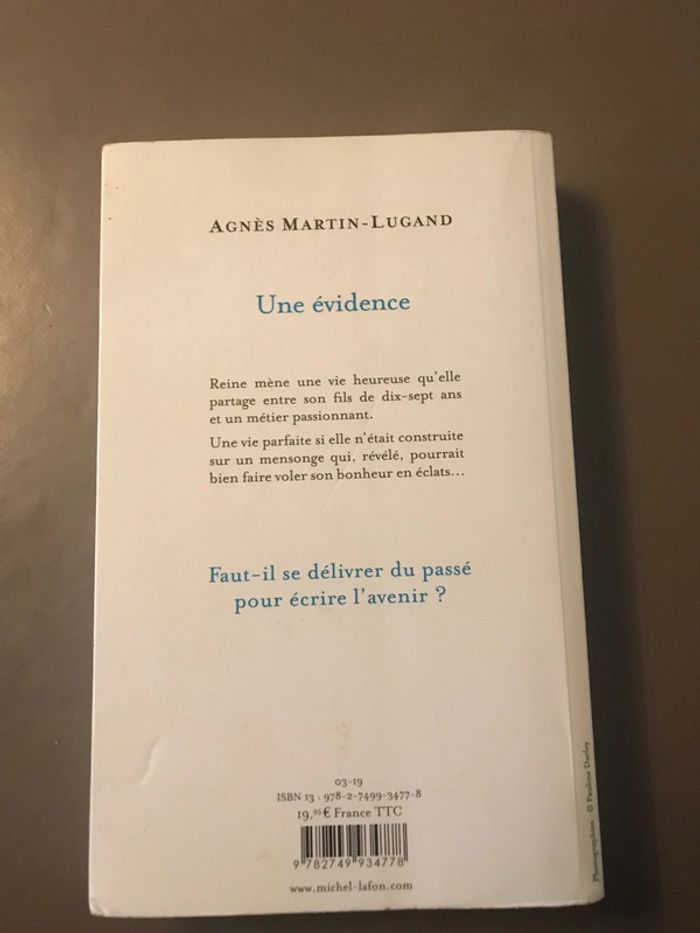 AGNÈS MARTIN-LUGAND
Une évidence
Reine mène une vie heureuse qu'elle
partage entre son fils de dix-sept ans
et un métier passionnant.
Une vie parfaite si elle n'était construite
sur un mensonge qui, révélé, pourrait
bien faire voler son bonheur en éclats...
Faut-il se délivrer du passé
pour écrire l'avenir ?
03-19
ISBN 13 : 978-2-7499-3477-8
19,95 € France TTC
9 782749 934778
www.michel-lafon.com
Photographies : © Pauline Darley